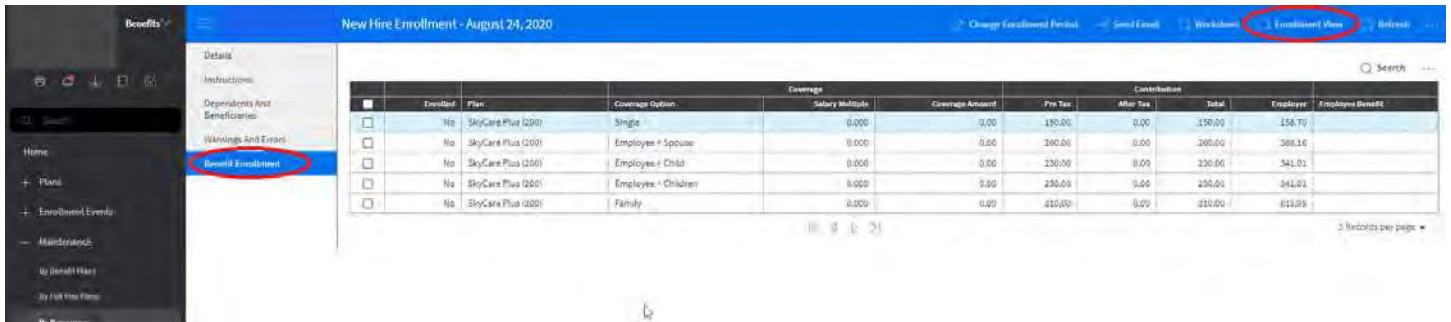 Benefits
New Hire Enrollment - August 24, 2020
Change Enrollment Period
Send Email
Worksheet
Enrollment View
Refresh
Details
Instructions
Dependents And
Beneficiaries
Warnings And Errors
Benefit Enrollment
Search
Home
+ Plans
+ Enrollment Events
- Maintenance
By Benefit Plans
Search
Coverage Contribution
Enrolled Plan Coverage Option Salary Multiple Coverage Amount Pre Tax After Tax Total Employer Employee Benefit
No SkyCare Plus (200) Single 0.000 0.00 150.00 0.00 150.00 158.70
No SkyCare Plus (200) Employee + Spouse 0.000 0.00 260.00 0.00 260.00 388.16
No SkyCare Plus (200) Employee + Child 0.000 0.00 230.00 0.00 230.00 341.01
No SkyCare Plus (200) Employee + Children 0.000 0.00 230.00 0.00 230.00 341.01
No SkyCare Plus (200) Family 0.000 0.00 310.00 0.00 310.00
Records per page